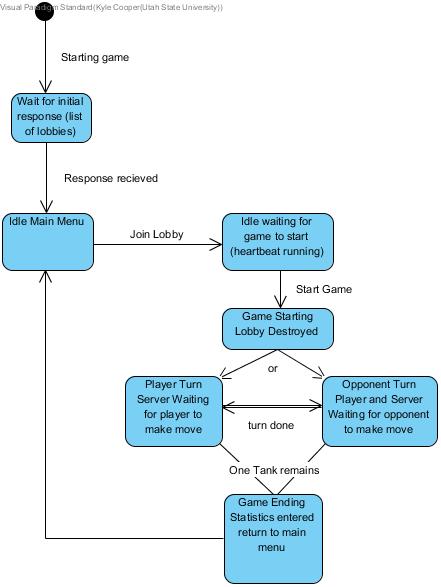 Visual Paradigm Standard(Kyle Cooper(Utah State University))
Starting game
Wait for initial
response (list
of lobbies)
Response recieved
Idle Main Menu
Join Lobby
Idle waiting for
game to start
(heartbeat running)
Start Game
Game Starting
Lobby Destroyed
or
Player Turn
Server Waiting
for player to
make move
turn done
Opponent Turn
Player and Server
Waiting for opponent
to make move
One Tank remains
Game Ending
Statistics entered
return to main
menu